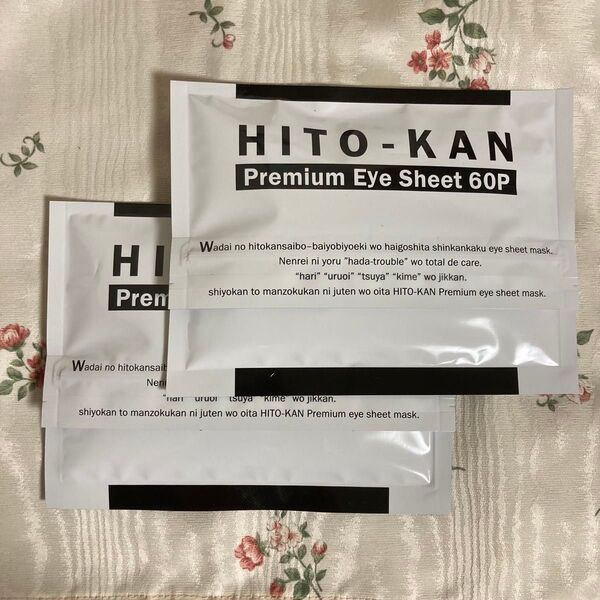 HITO-KAN
Premium Eye Sheet 60P
Wadai no hitokansaibo-baiyobiyoeki wo haigoshita shinkankaku eye sheet mask.
Nenrei ni yoru "hada-trouble" wo total de care.
"hari" "uruoi" "tsuya" "kime" wo jikkan.
shiyokan to manzokukan ni juten wo oita HITO-KAN Premium eye sheet mask.
HI
Prem
Wadai no hitokansaib
Nenr
"hari" "uruoi" "tsuya" "kime" wo jikkan.
shiyokan to manzokukan ni juten wo oita HITO-KAN Premium eye sheet mask.